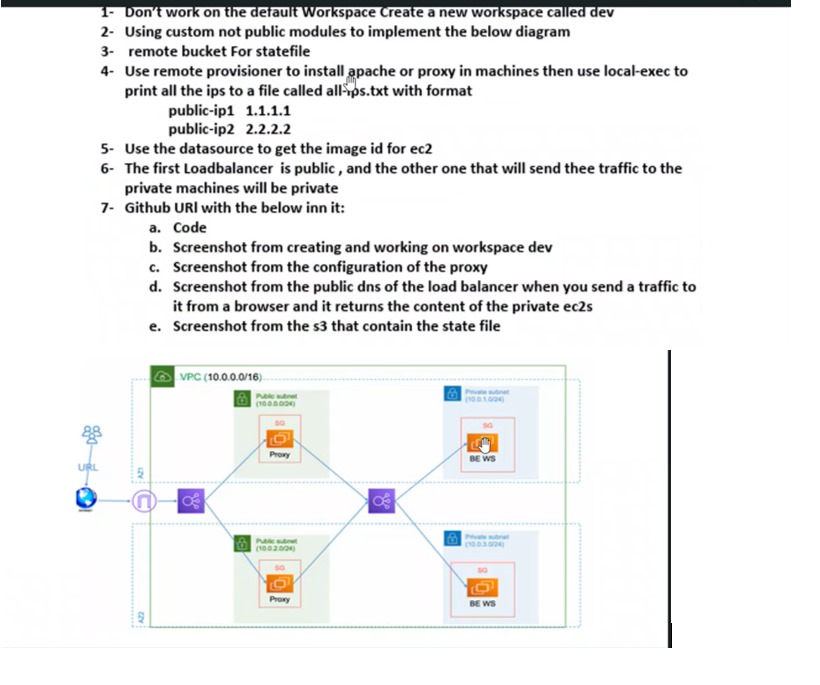 1- Don't work on the default Workspace Create a new workspace called dev
2- Using custom not public modules to implement the below diagram
3- remote bucket For statefile
4- Use remote provisioner to install apache or proxy in machines then use local-exec to
print all the ips to a file called all-ips.txt with format
public-ip1 1.1.1.1
public-ip2 2.2.2.2
5- Use the datasource to get the image id for ec2
6- The first Loadbalancer is public , and the other one that will send thee traffic to the
private machines will be private
7- Github URl with the below inn it:
a. Code
b. Screenshot from creating and working on workspace dev
c. Screenshot from the configuration of the proxy
d. Screenshot from the public dns of the load balancer when you send a traffic to
it from a browser and it returns the content of the private ec2s
e. Screenshot from the s3 that contain the state file
VPC (10.0.0.0/16)
Public subnet
(10.0.0.0/24)
SG
Proxy
Private subnet
(10.0.1.0/24)
SG
BE WS
AZ1
URL
Public subnet
(10.0.2.0/24)
SG
Proxy
Private subnet
(10.0.3.0/24)
SG
BE WS
AZ2